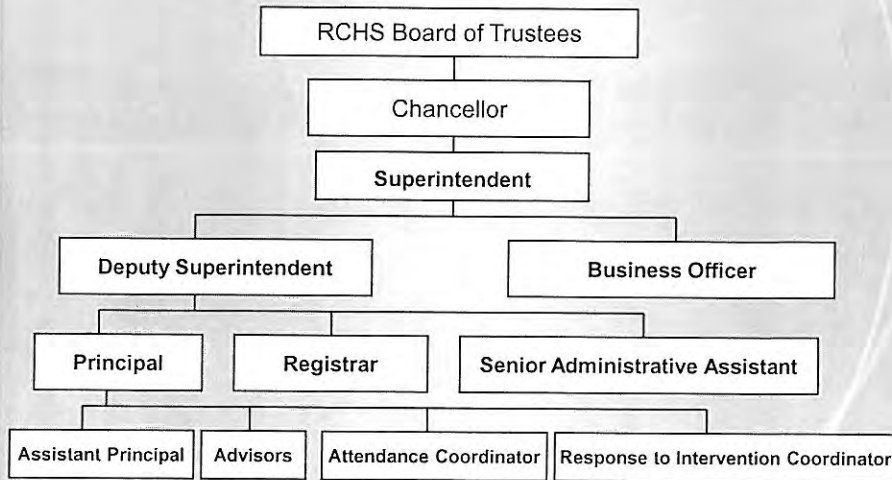 RCHS Board of Trustees
Chancellor
Superintendent
Deputy Superintendent
Business Officer
Principal
Registrar
Senior Administrative Assistant
Assistant Principal
Advisors
Attendance Coordinator
Response to Intervention Coordinator